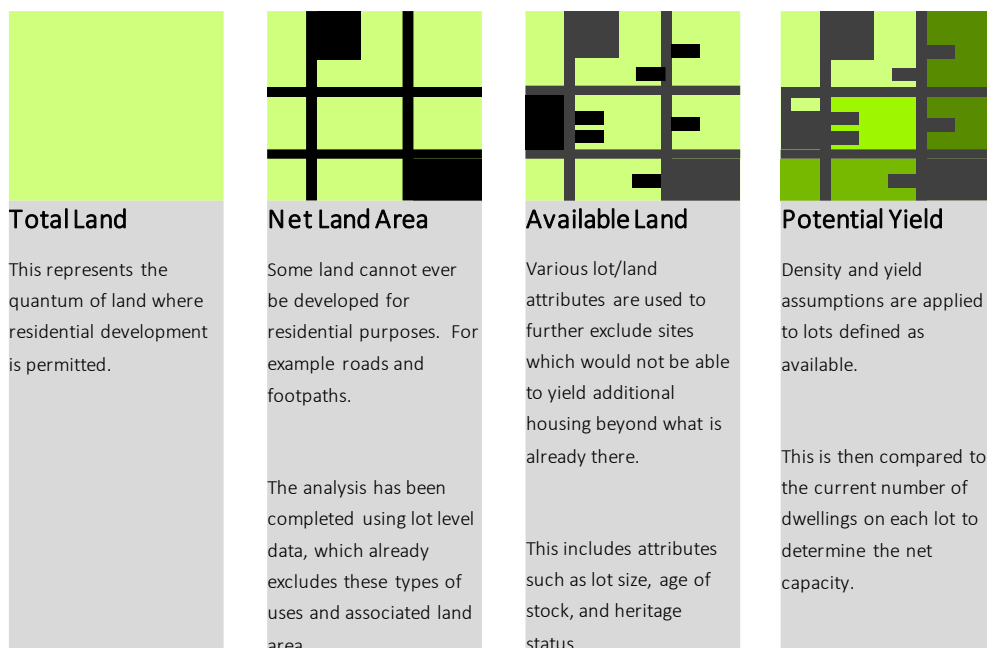 Total Land
This represents the
quantum of land where
residential development
is permitted.
Net Land Area
Some land cannot ever
be developed for
residential purposes. For
example roads and
footpaths.
The analysis has been
completed using lot level
data, which already
excludes these types of
uses and associated land
area.
Available Land
Various lot/land
attributes are used to
further exclude sites
which would not be able
to yield additional
housing beyond what is
already there.
This includes attributes
such as lot size, age of
stock, and heritage
status.
Potential Yield
Density and yield
assumptions are applied
to lots defined as
available.
This is then compared to
the current number of
dwellings on each lot to
determine the net
capacity.